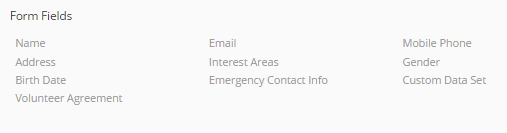 Form Fields
Name Email Mobile Phone
Address Interest Areas Gender
Birth Date Emergency Contact Info Custom Data Set
Volunteer Agreement